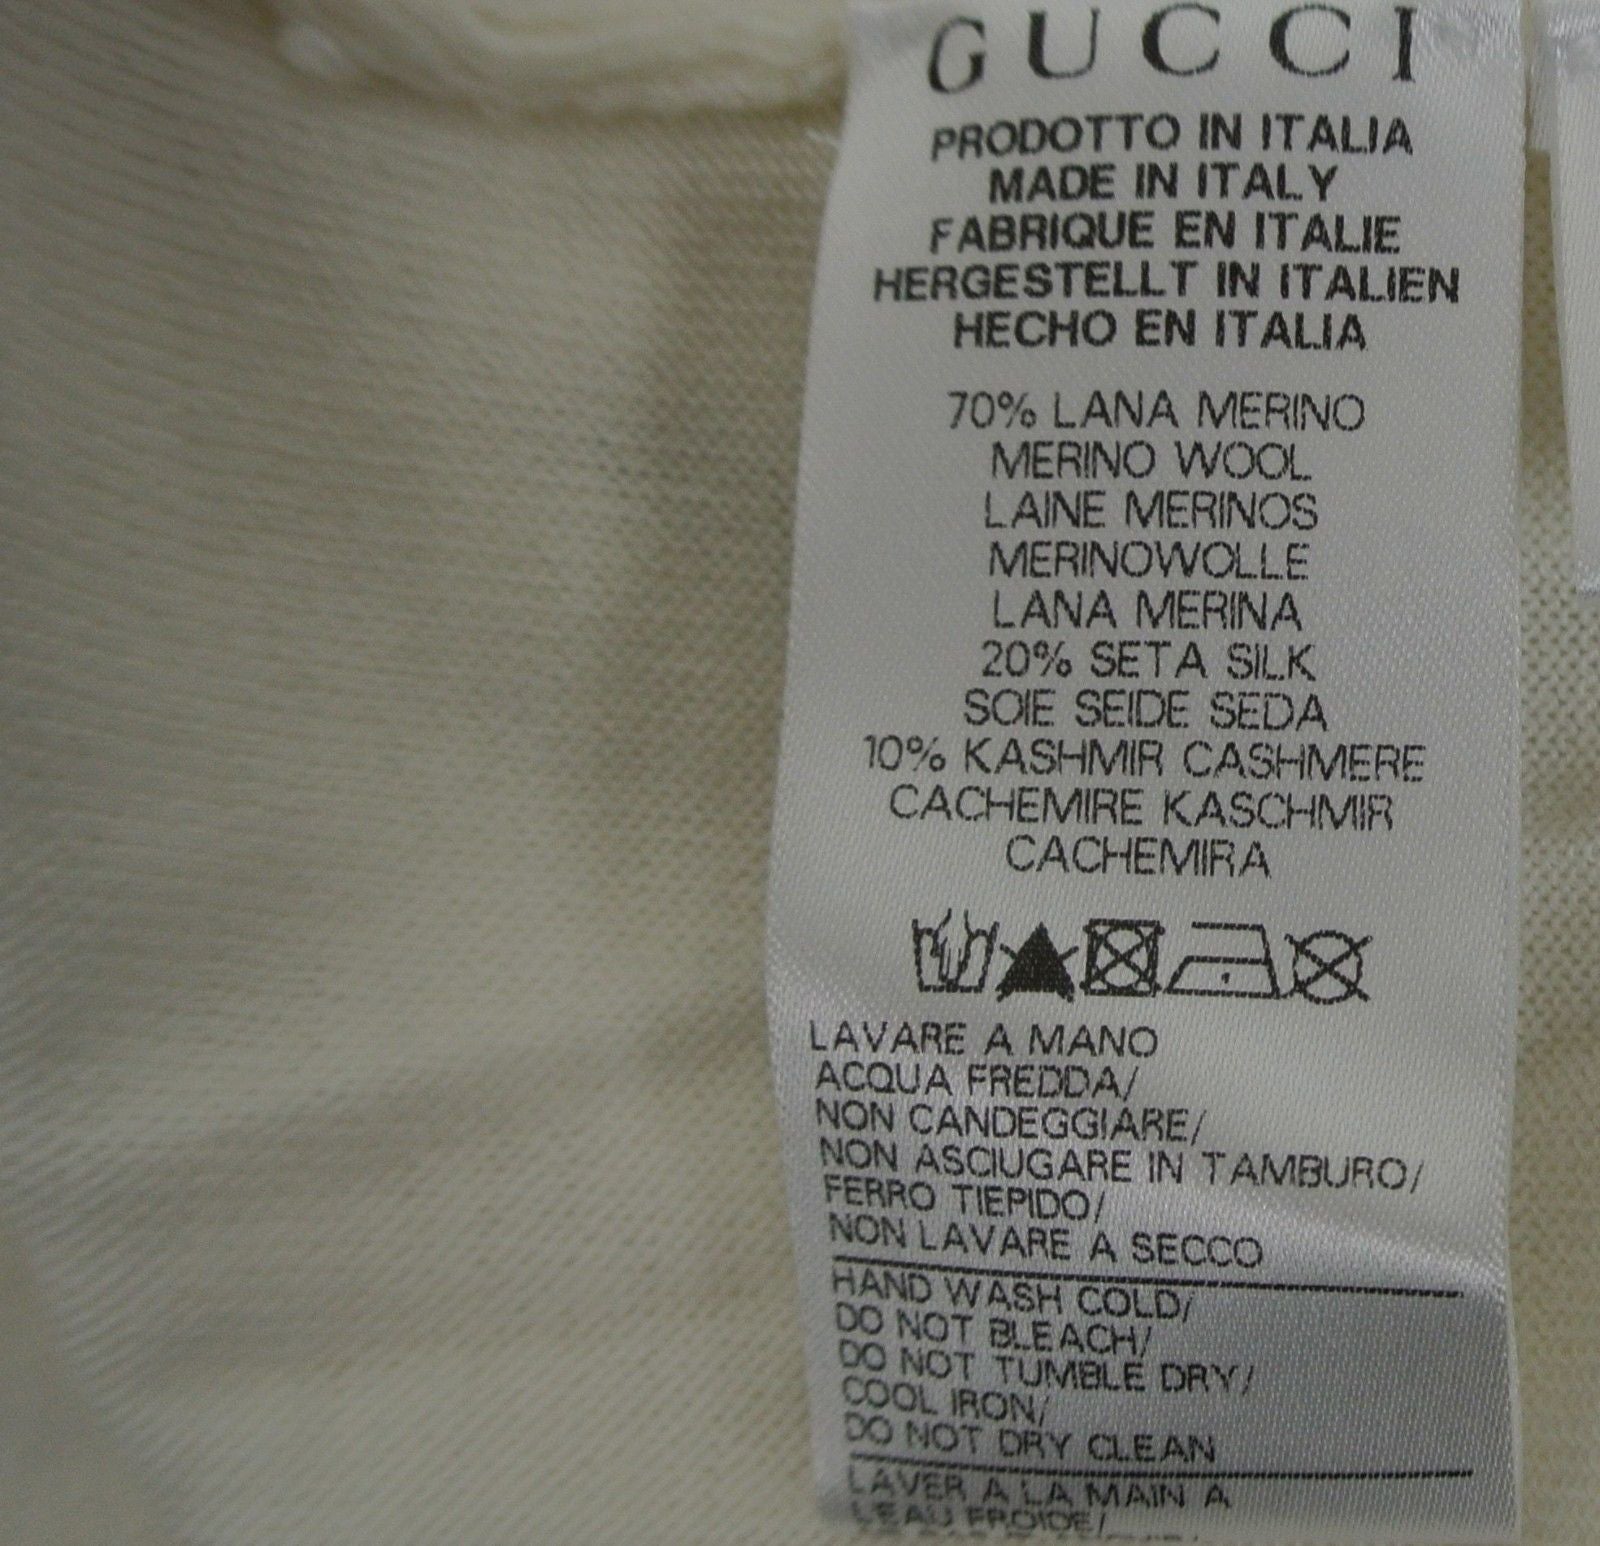 GUCCI
PRODOTTO IN ITALIA
MADE IN ITALY
FABRIQUE EN ITALIE
HERGESTELLT IN ITALIEN
HECHO EN ITALIA
70% LANA MERINO
MERINO WOOL
LAINE MERINOS
MERINOWOLLE
LANA MERINA
20% SETA SILK
SOIE SEIDE SEDA
10% KASHMIR CASHMERE
CACHEMIRE KASCHMIR
CACHEMIRA
LAVARE A MANO
ACQUA FREDDA/
NON CANDEGGIARE/
NON ASCIUGARE IN TAMBURO/
FERRO TIEPIDO/
NON LAVARE A SECCO
HAND WASH COLD/
DO NOT BLEACH/
DO NOT TUMBLE DRY/
COOL IRON/
DO NOT DRY CLEAN
LAVER A LA MAIN A
L'EAU FROIDE/